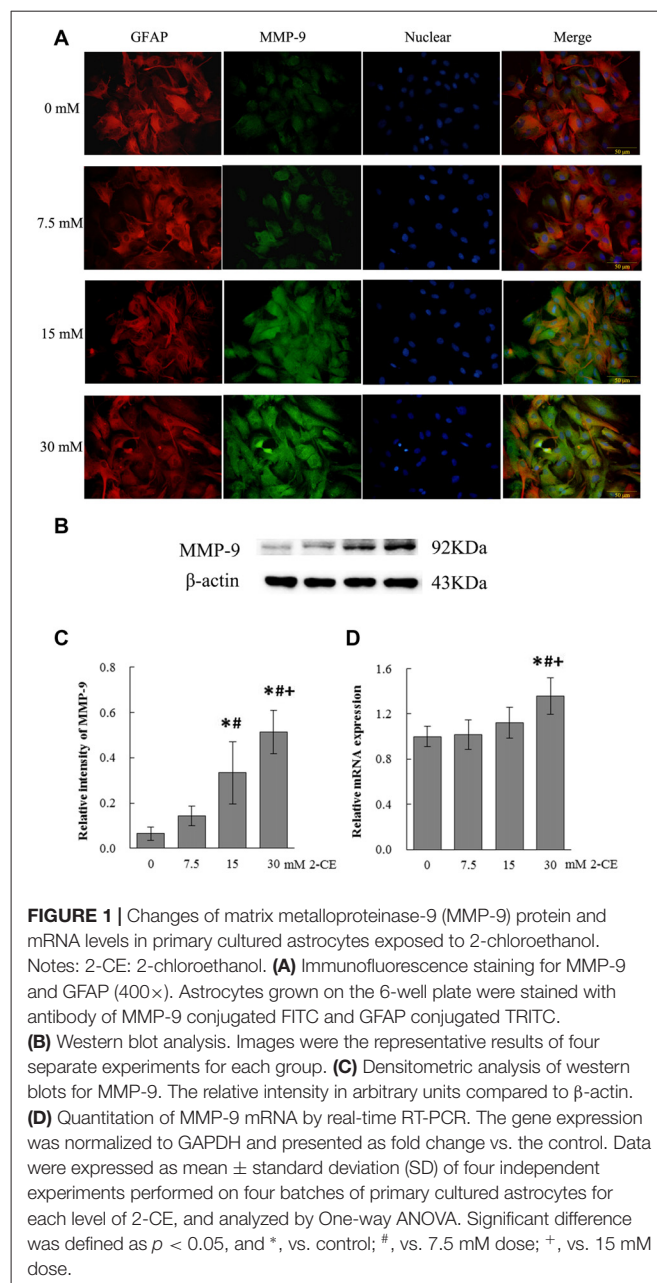 A
GFAP MMP-9 Nuclear Merge
0 mM
50 μm
7.5 mM
50 μm
15 mM
50 μm
30 mM
50 μm
B
MMP-9 92KDa
β-actin 43KDa
C
Relative intensity of MMP-9
0.8
0.6
0.4
0.2
0.0
*#
*#+
0 7.5 15 30 mM 2-CE
D
Relative mRNA expression
1.6
1.2
0.8
0.4
0.0
*#+
0 7.5 15 30 mM 2-CE
FIGURE 1 | Changes of matrix metalloproteinase-9 (MMP-9) protein and
mRNA levels in primary cultured astrocytes exposed to 2-chloroethanol.
Notes: 2-CE: 2-chloroethanol. (A) Immunofluorescence staining for MMP-9
and GFAP (400×). Astrocytes grown on the 6-well plate were stained with
antibody of MMP-9 conjugated FITC and GFAP conjugated TRITC.
(B) Western blot analysis. Images were the representative results of four
separate experiments for each group. (C) Densitometric analysis of western
blots for MMP-9. The relative intensity in arbitrary units compared to β-actin.
(D) Quantitation of MMP-9 mRNA by real-time RT-PCR. The gene expression
was normalized to GAPDH and presented as fold change vs. the control. Data
were expressed as mean ± standard deviation (SD) of four independent
experiments performed on four batches of primary cultured astrocytes for
each level of 2-CE, and analyzed by One-way ANOVA. Significant difference
was defined as p < 0.05, and *, vs. control; #, vs. 7.5 mM dose; +, vs. 15 mM
dose.